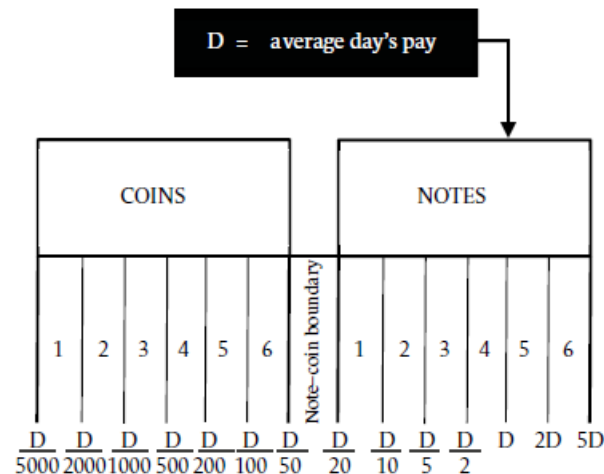 D = average day's pay
COINS
NOTES
Note–coin boundary
1 2 3 4 5 6
1 2 3 4 5 6
D/5000 D/2000 D/1000 D/500 D/200 D/100 D/50 D/20 D/10 D/5 D/2 D 2D 5D